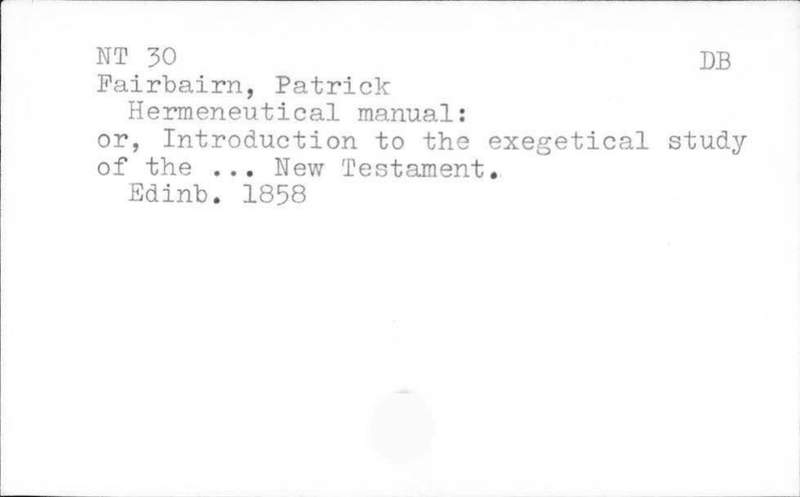 NT 30 DB
Fairbairn, Patrick
Hermeneutical manual:
or, Introduction to the exegetical study
of the ... New Testament.
Edinb. 1858